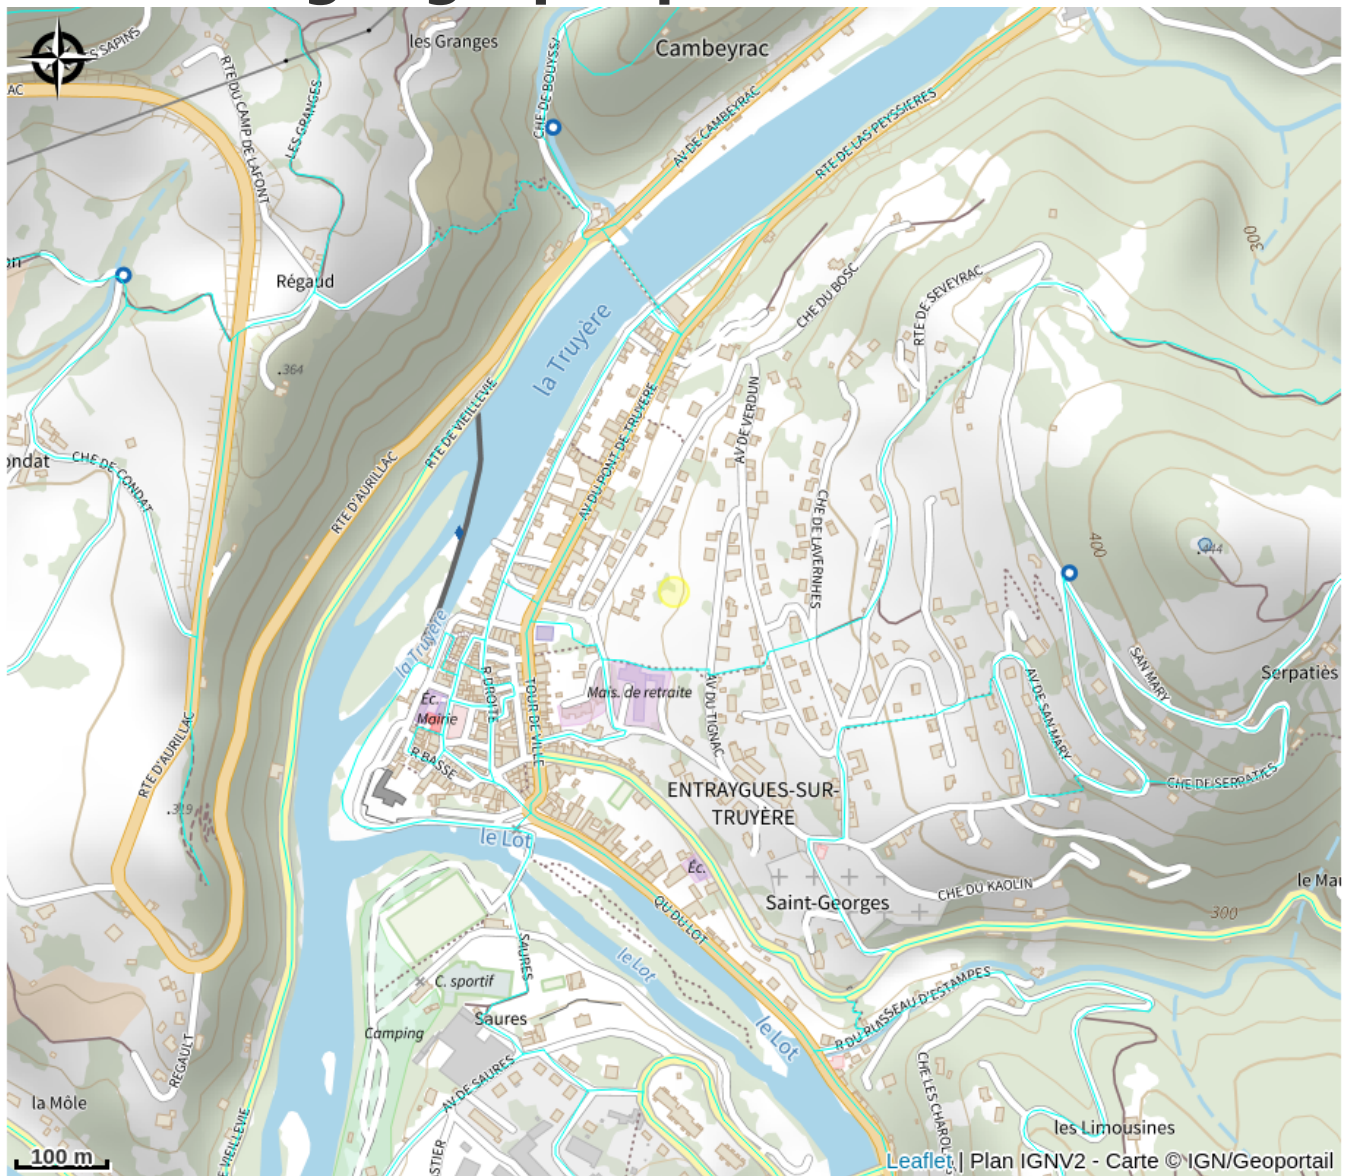 les Granges
Cambeyrac
SAPINS
RTE DU CAMP DE LAFONT
LES GRANGES
AC
CHE DE BOUYSSI
AV DE CAMBEYRAC
RTE DE LAS PEYSSIERES
300
on
Régaud
la Truyère
CHE DU BOSC
RTE DE SEVEYRAC
.364
RTE DE VIEILLEVIE
AV DU PONT DE TRUYERE
AV DE VERDUN
ondat
CHE DE CONDAT
RTE D'AURILLAC
CHE DE LAVERNHES
400
.444
la Truyère
R DROITE
TOUR DE VILLE
Éc.
Mairie
Mais. de retraite
AV DU TIGNAC
SAN MARY
Serpatiès
AV DE SAN MARY
R BASSE
RTE D'AURILLAC
CHE DE SERPATIES
ENTRAYGUES-SUR-
TRUYÈRE
.319
le Lot
Éc.
CHE DU KAOLIN
Saint-Georges
300
QU DU LOT
SAURES
le Lot
C. sportif
Saures
Camping
le Lot
R DU RUISSEAU D'ESTAMPES
REGAULT
AV DE SAURES
la Môle
VIEILLEVIE
les Limousines
100 m
Leaflet | Plan IGNV2 - Carte © IGN/Geoportail